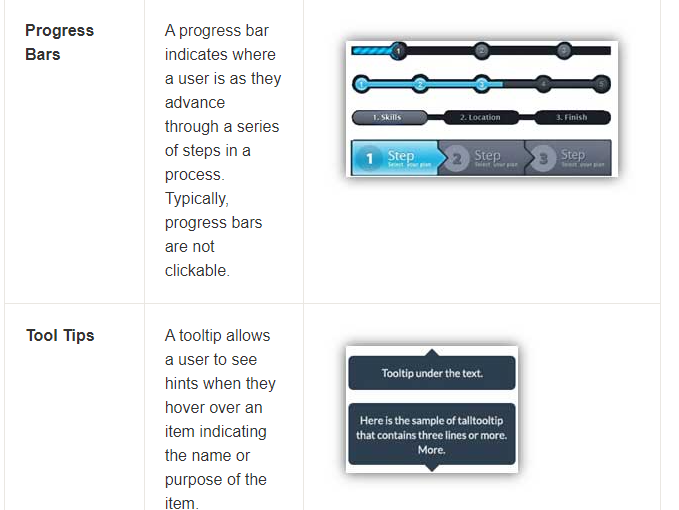 Progress
Bars
A progress bar
indicates where
a user is as they
advance
through a series
of steps in a
process.
Typically,
progress bars
are not
clickable.
1 2 3
1 2 3 4 5
1. Skills 2. Location 3. Finish
1 Step 2 Step 3 Step
Select your plan Select your plan Select your plan
Tool Tips
A tooltip allows
a user to see
hints when they
hover over an
item indicating
the name or
purpose of the
item.
Tooltip under the text.
Here is the sample of talltooltip
that contains three lines or more.
More.